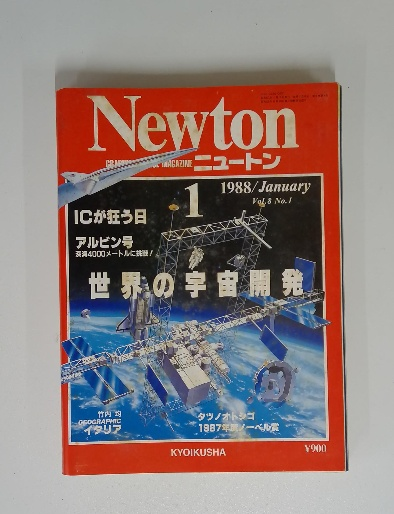 Newton
GRAPHIC SCIENCE MAGAZINE ニュートン
1
1988/January
Vol.8 No.1
ICが狂う日
アルビン号
深海4000メートルに挑戦!
世界の宇宙開発
竹内 均
GEOGRAPHIC
イタリア
タツノオトシゴ
1987年度ノーベル賞
KYOIKUSHA
¥900